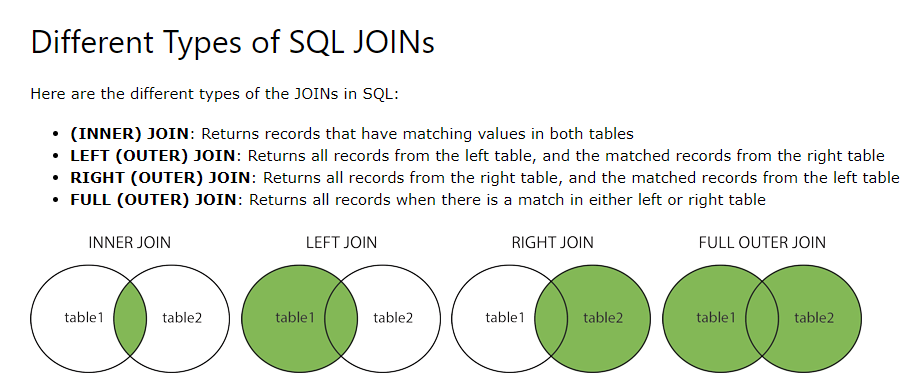 Different Types of SQL JOINs
Here are the different types of the JOINs in SQL:
• (INNER) JOIN: Returns records that have matching values in both tables
• LEFT (OUTER) JOIN: Returns all records from the left table, and the matched records from the right table
• RIGHT (OUTER) JOIN: Returns all records from the right table, and the matched records from the left table
• FULL (OUTER) JOIN: Returns all records when there is a match in either left or right table
INNER JOIN LEFT JOIN RIGHT JOIN FULL OUTER JOIN
table1 table2 table1 table2 table1 table2 table1 table2